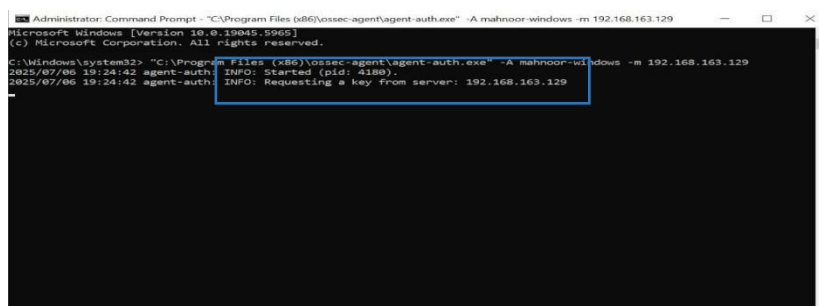 Administrator: Command Prompt - "C:\Program Files (x86)\ossec-agent\agent-auth.exe" -A mahnoor-windows -m 192.168.163.129
Microsoft Windows [Version 10.0.19045.5965]
(c) Microsoft Corporation. All rights reserved.
C:\Windows\system32> "C:\Program Files (x86)\ossec-agent\agent-auth.exe" -A mahnoor-windows -m 192.168.163.129
2025/07/06 19:24:42 agent-auth: INFO: Started (pid: 4180).
2025/07/06 19:24:42 agent-auth: INFO: Requesting a key from server: 192.168.163.129